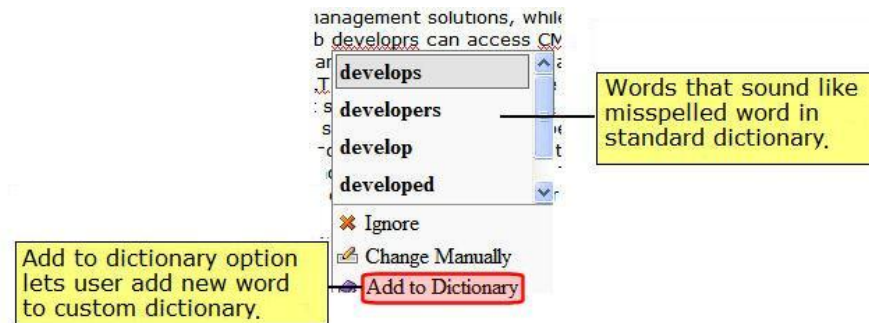 management solutions, while
b developrs can access CM
develops
developers
develop
developed
Ignore
Change Manually
Add to Dictionary
Words that sound like
misspelled word in
standard dictionary.
Add to dictionary option
lets user add new word
to custom dictionary.